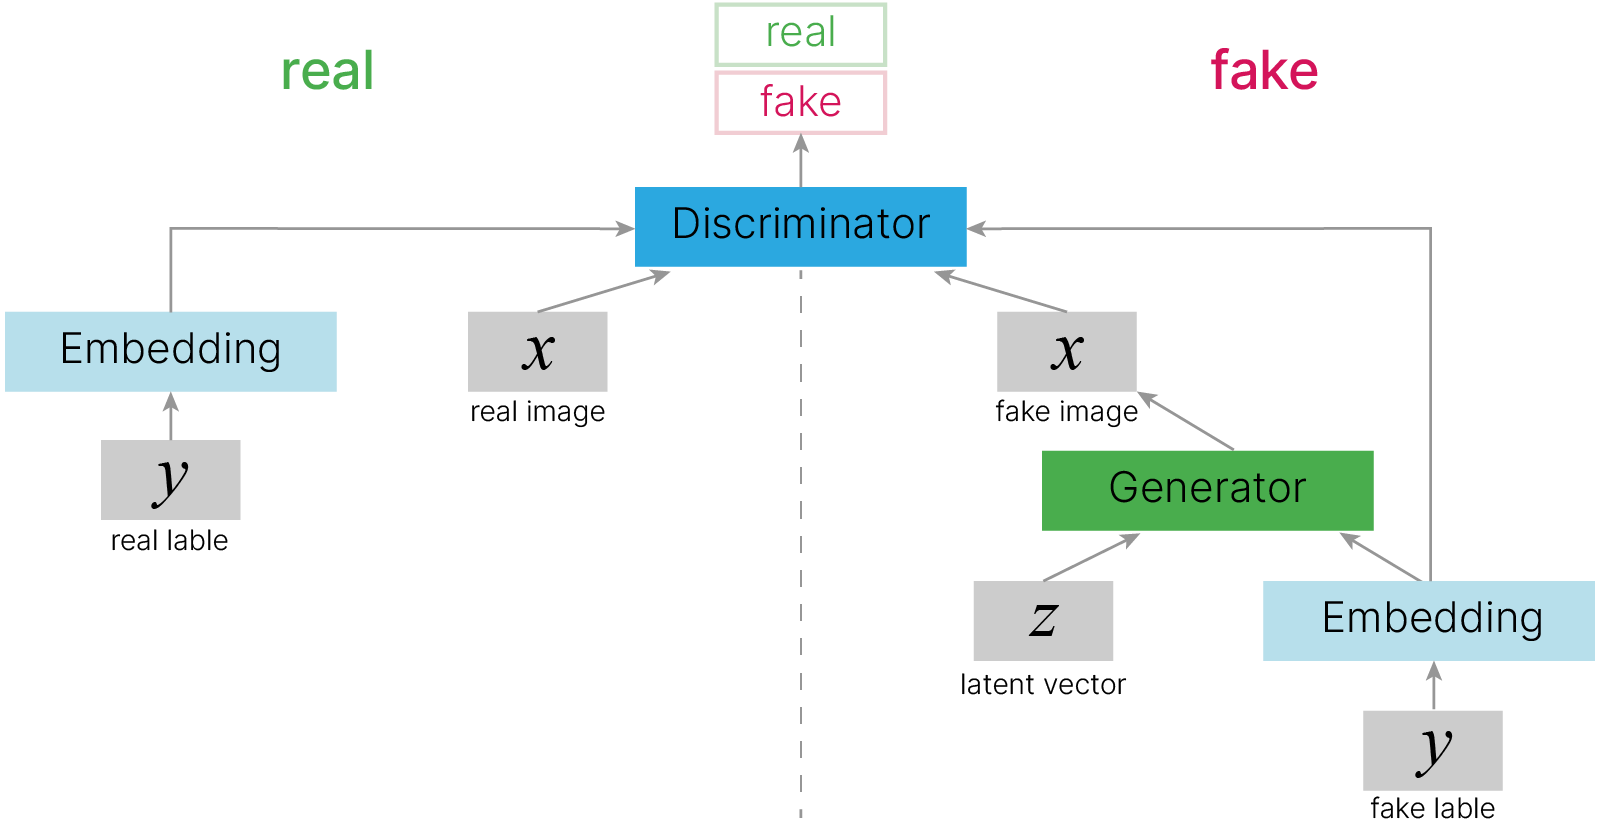 real
fake
real
fake
Discriminator
Embedding
x
real image
x
fake image
y
real lable
Generator
z
latent vector
Embedding
y
fake lable